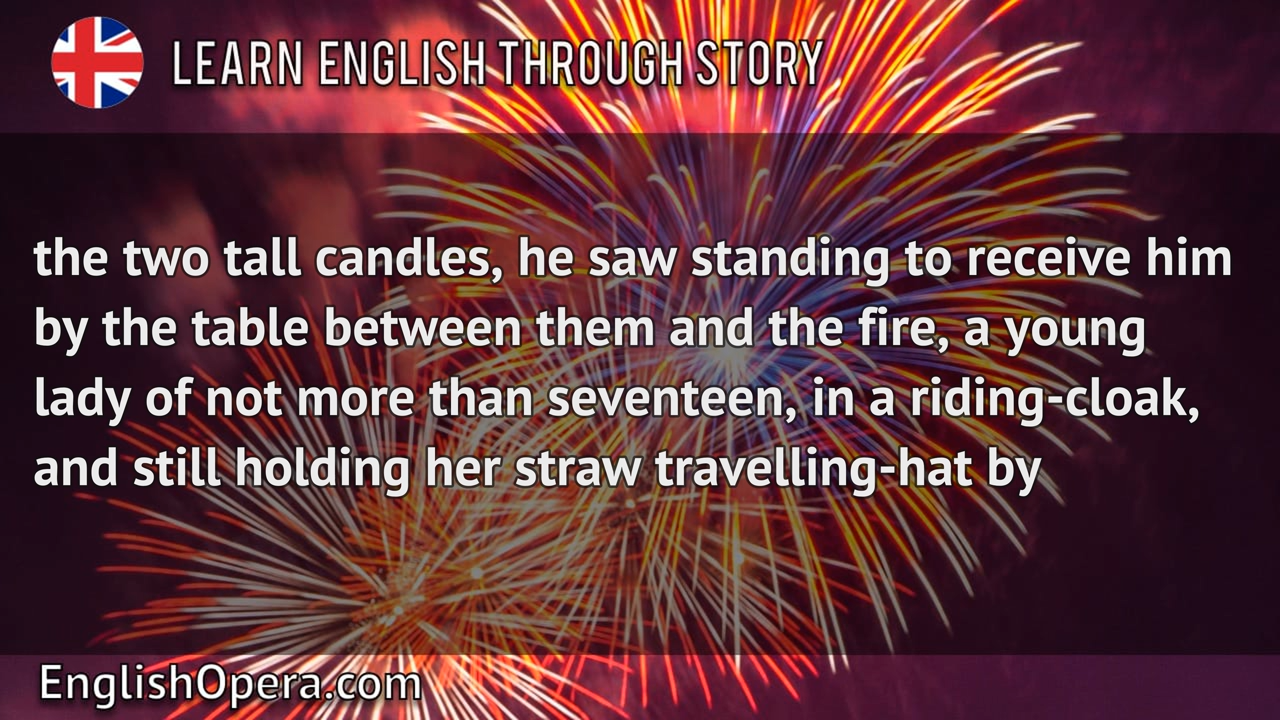 LEARN ENGLISH THROUGH STORY
the two tall candles, he saw standing to receive him
by the table between them and the fire, a young
lady of not more than seventeen, in a riding-cloak,
and still holding her straw travelling-hat by
EnglishOpera.com